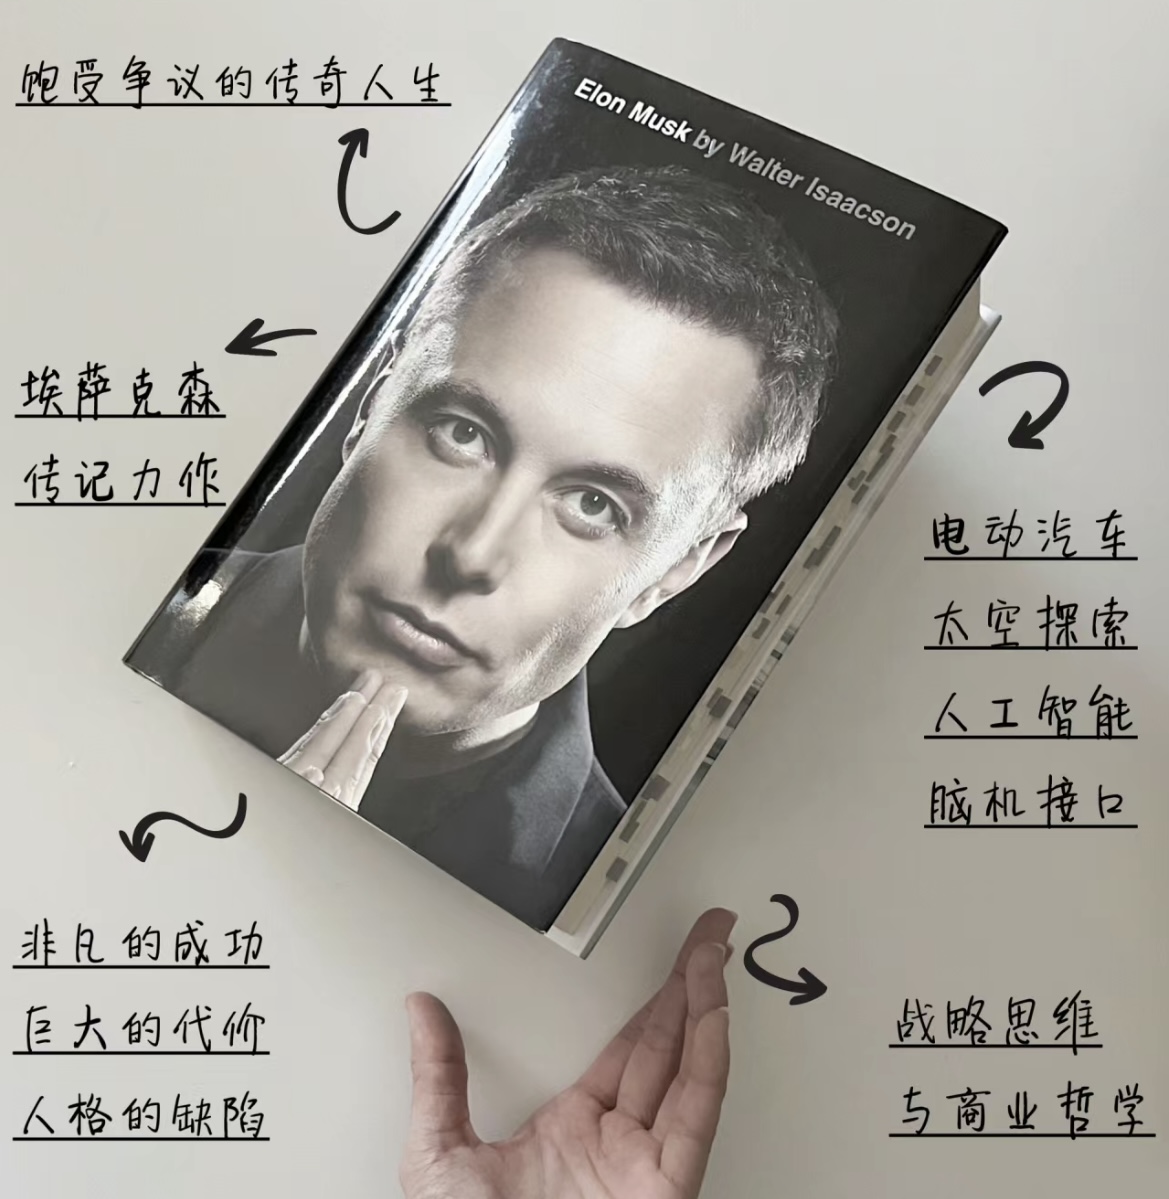 饱受争议的传奇人生
Elon Musk by Walter Isaacson
埃萨克森
传记力作
电动汽车
太空探索
人工智能
脑机接口
非凡的成功
巨大的代价
人格的缺陷
战略思维
与商业哲学